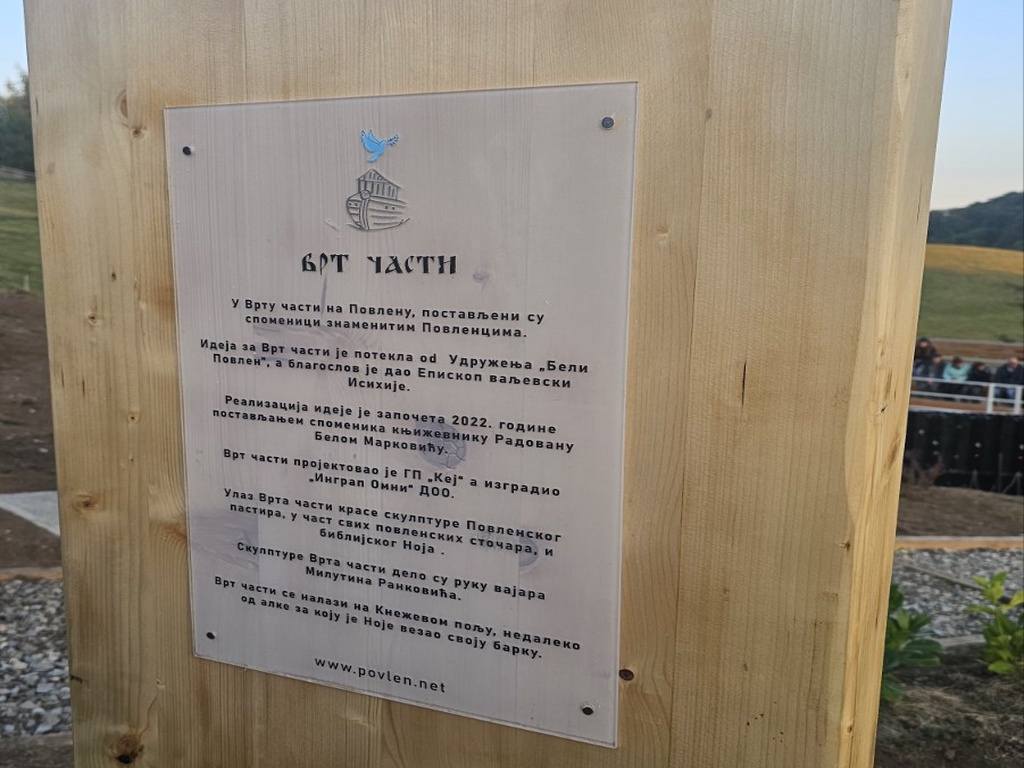 врт части
У Врту части на Повлену, постављени су
споменици знаменитим Повленцима.
Идеја за Врт части је потекла od Удружења „Бели
Повлен“, а благослов је дао Епископ ваљевски
Исихије.
Реализација идеје је започета 2022. године
постављањем споменика књижевнику Радовану
Белом Марковићу.
Врт части пројектовао је ГП „Кеј“ а изградио
„Инграп Омни“ ДОО.
Улаз Врта части красе скулптуре Повленског
пастира, у част свих повленских сточара, и
библијског Ноја .
Скулптуре Врта части дело су руку вајара
Милутина Ранковића.
Врт части се налази на Кнежевом пољу, недалеко
од алке за коју је Ноје везао своју барку.
www.povlen.net